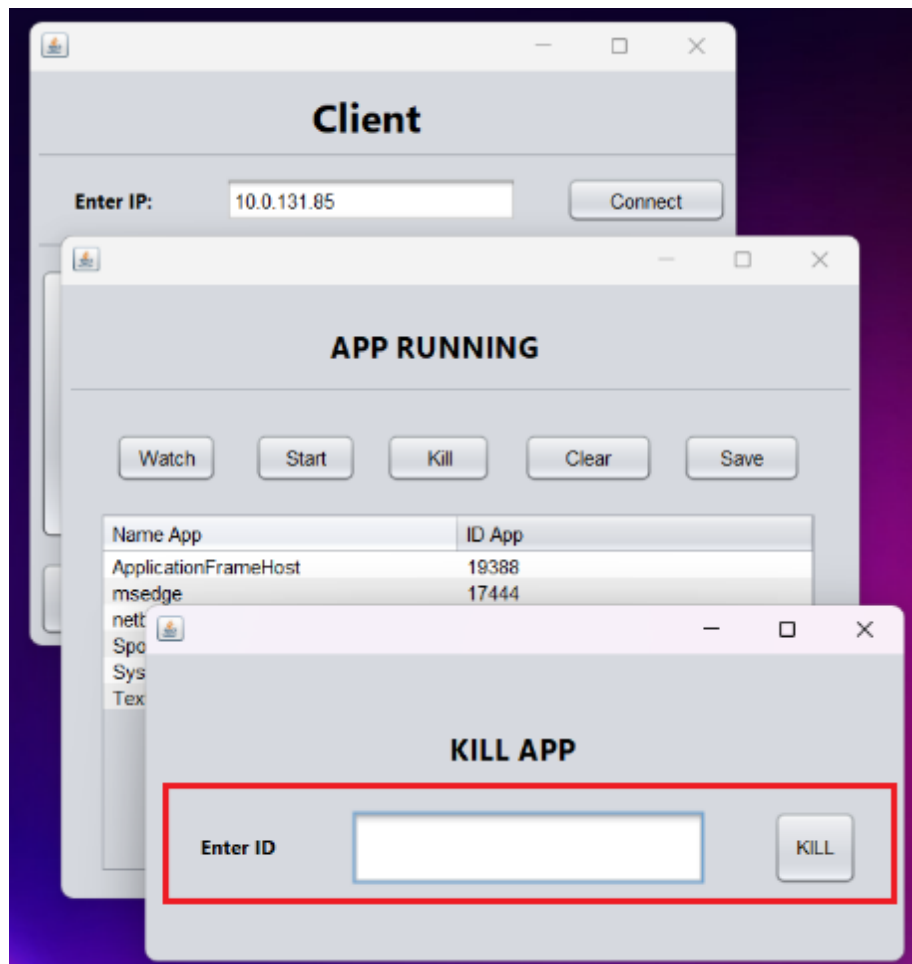 Client
Enter IP: 10.0.131.85 Connect
APP RUNNING
Watch Start Kill Clear Save
Name App ID App
ApplicationFrameHost 19388
msedge 17444
KILL APP
Enter ID KILL